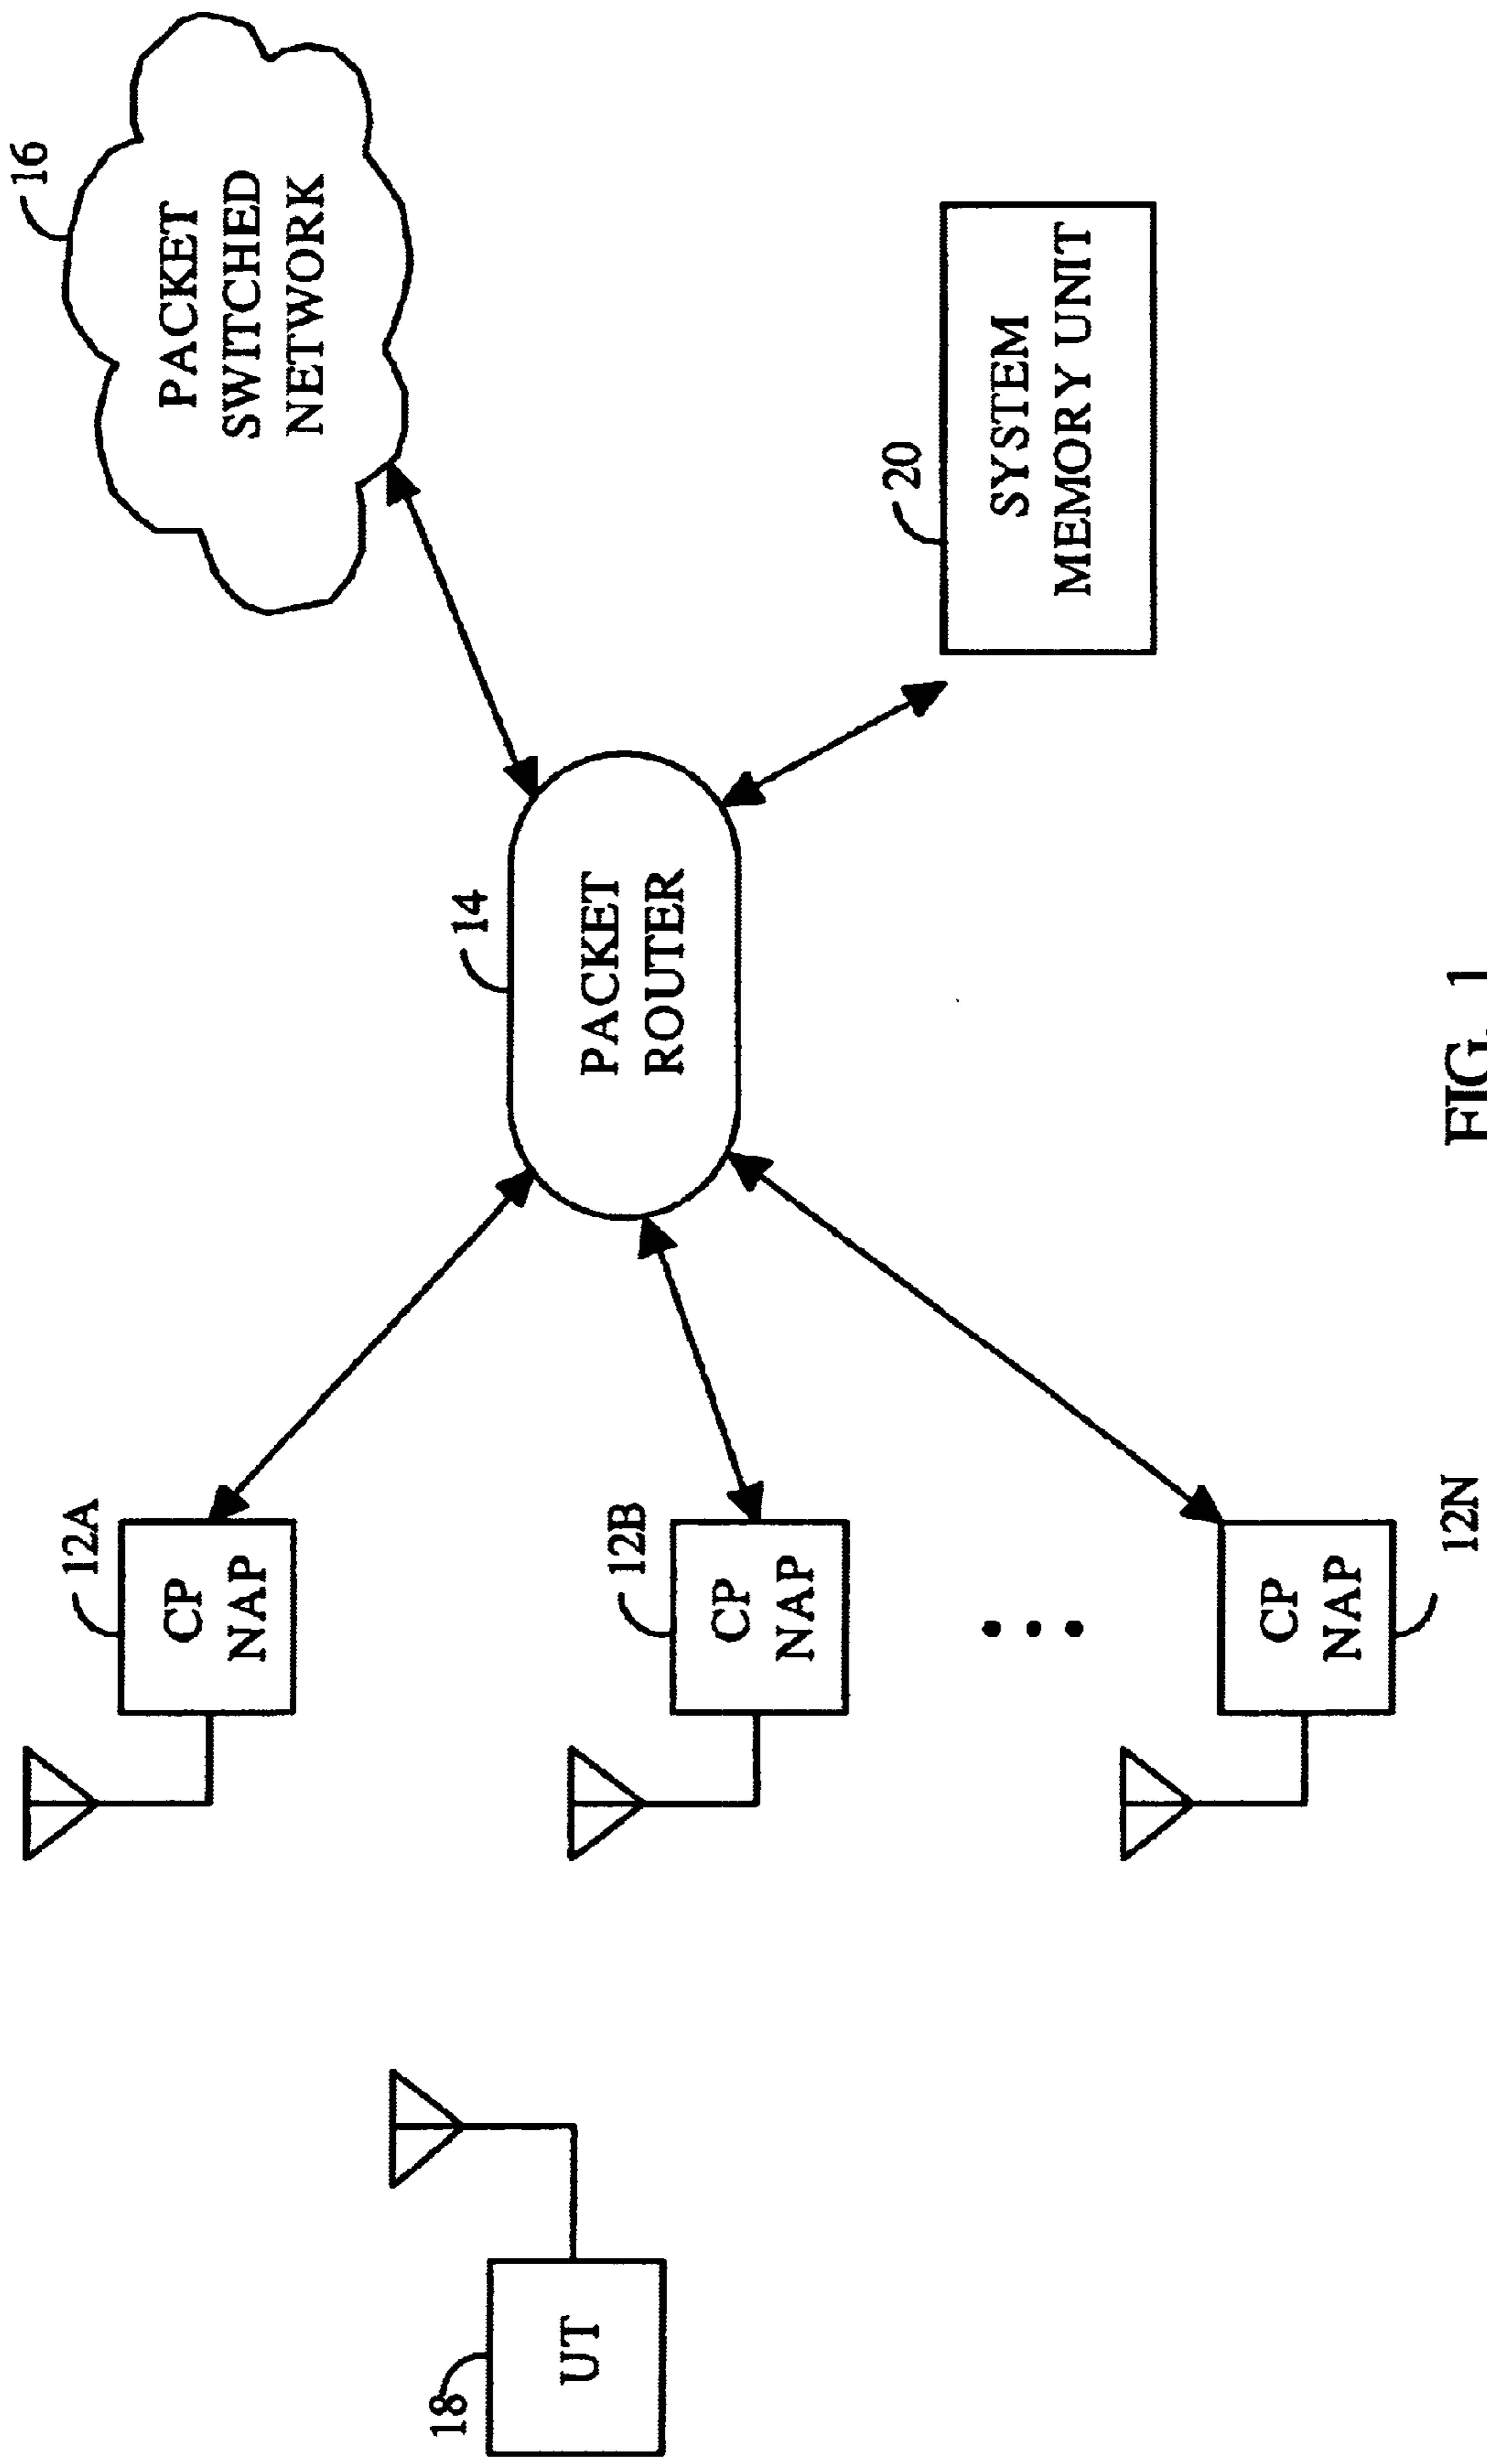 16
PACKET
SWITCHED
NETWORK
12A
CP
NAP
14
18
UT
12B
CP
NAP
PACKET
ROUTER
20
SYSTEM
MEMORY UNIT
CP
NAP
12N
FIG. 1